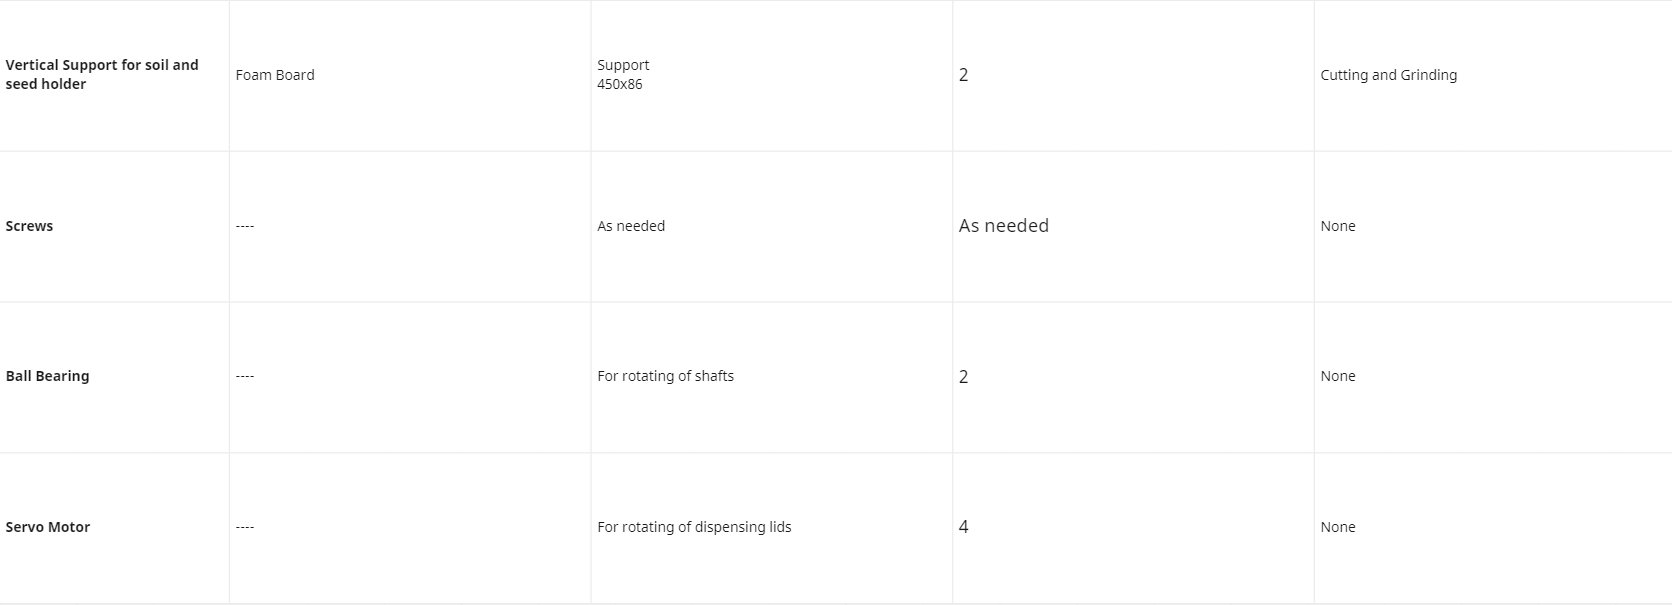 Vertical Support for soil and
seed holder
Foam Board
Support
450x86
2
Cutting and Grinding
Screws
----
As needed
As needed
None
Ball Bearing
----
For rotating of shafts
2
None
Servo Motor
----
For rotating of dispensing lids
4
None